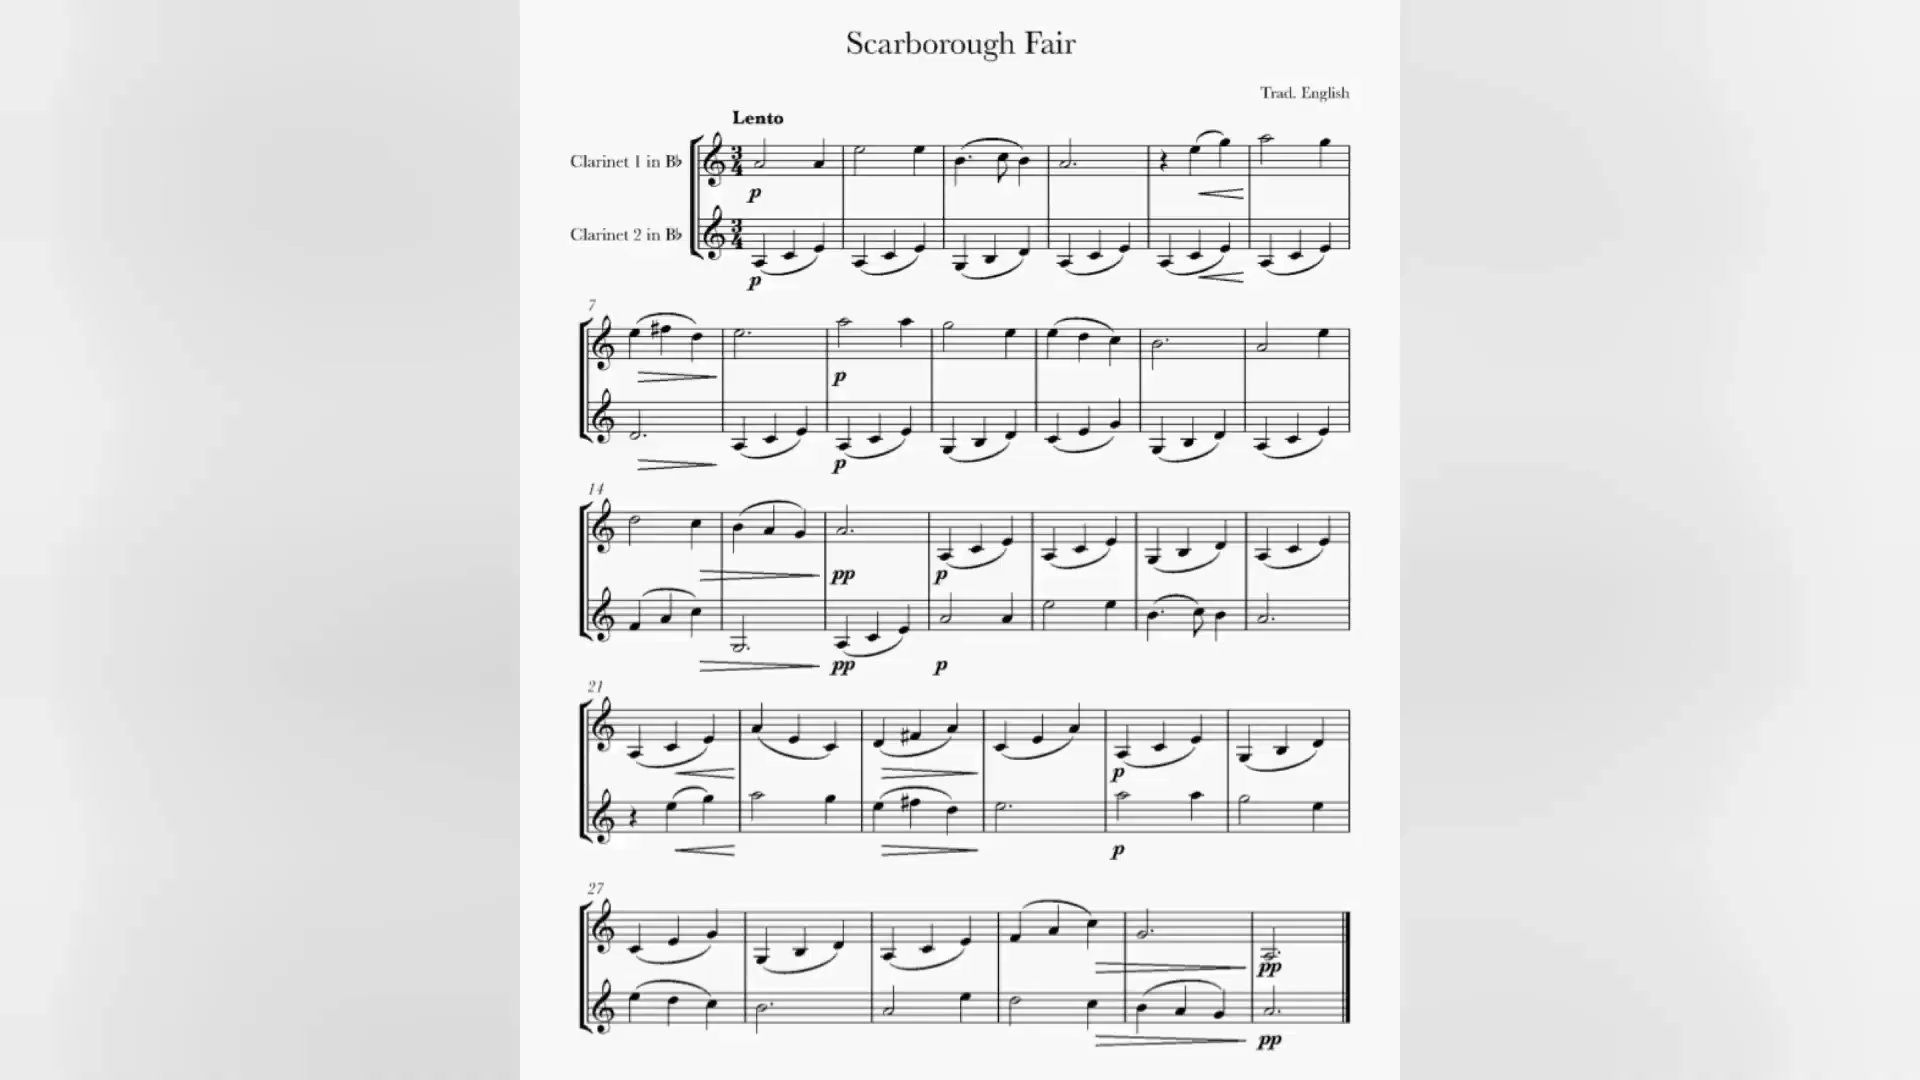 Scarborough Fair
Trad. English
Lento
Clarinet 1 in B♭
p
Clarinet 2 in B♭
p
7
p
p
14
pp
p
pp
p
21
p
p
27
pp
pp